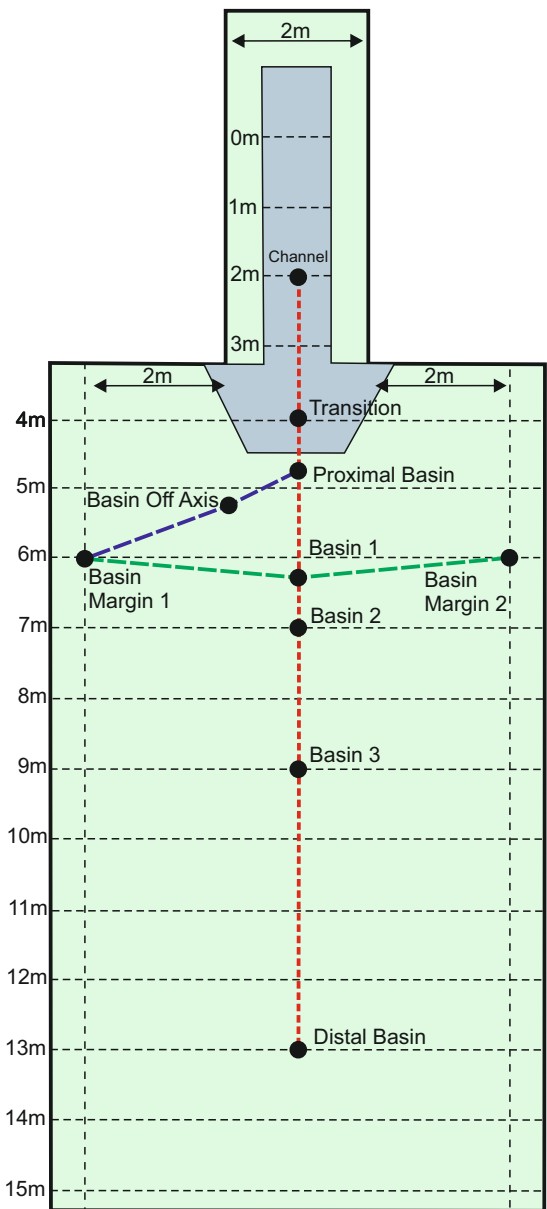 2m
0m
1m
Channel
2m
3m
2m
2m
4m
Transition
5m
Proximal Basin
Basin Off Axis
6m
Basin 1
Basin
Margin 1
Basin
Margin 2
7m
Basin 2
8m
9m
Basin 3
10m
11m
12m
13m
Distal Basin
14m
15m